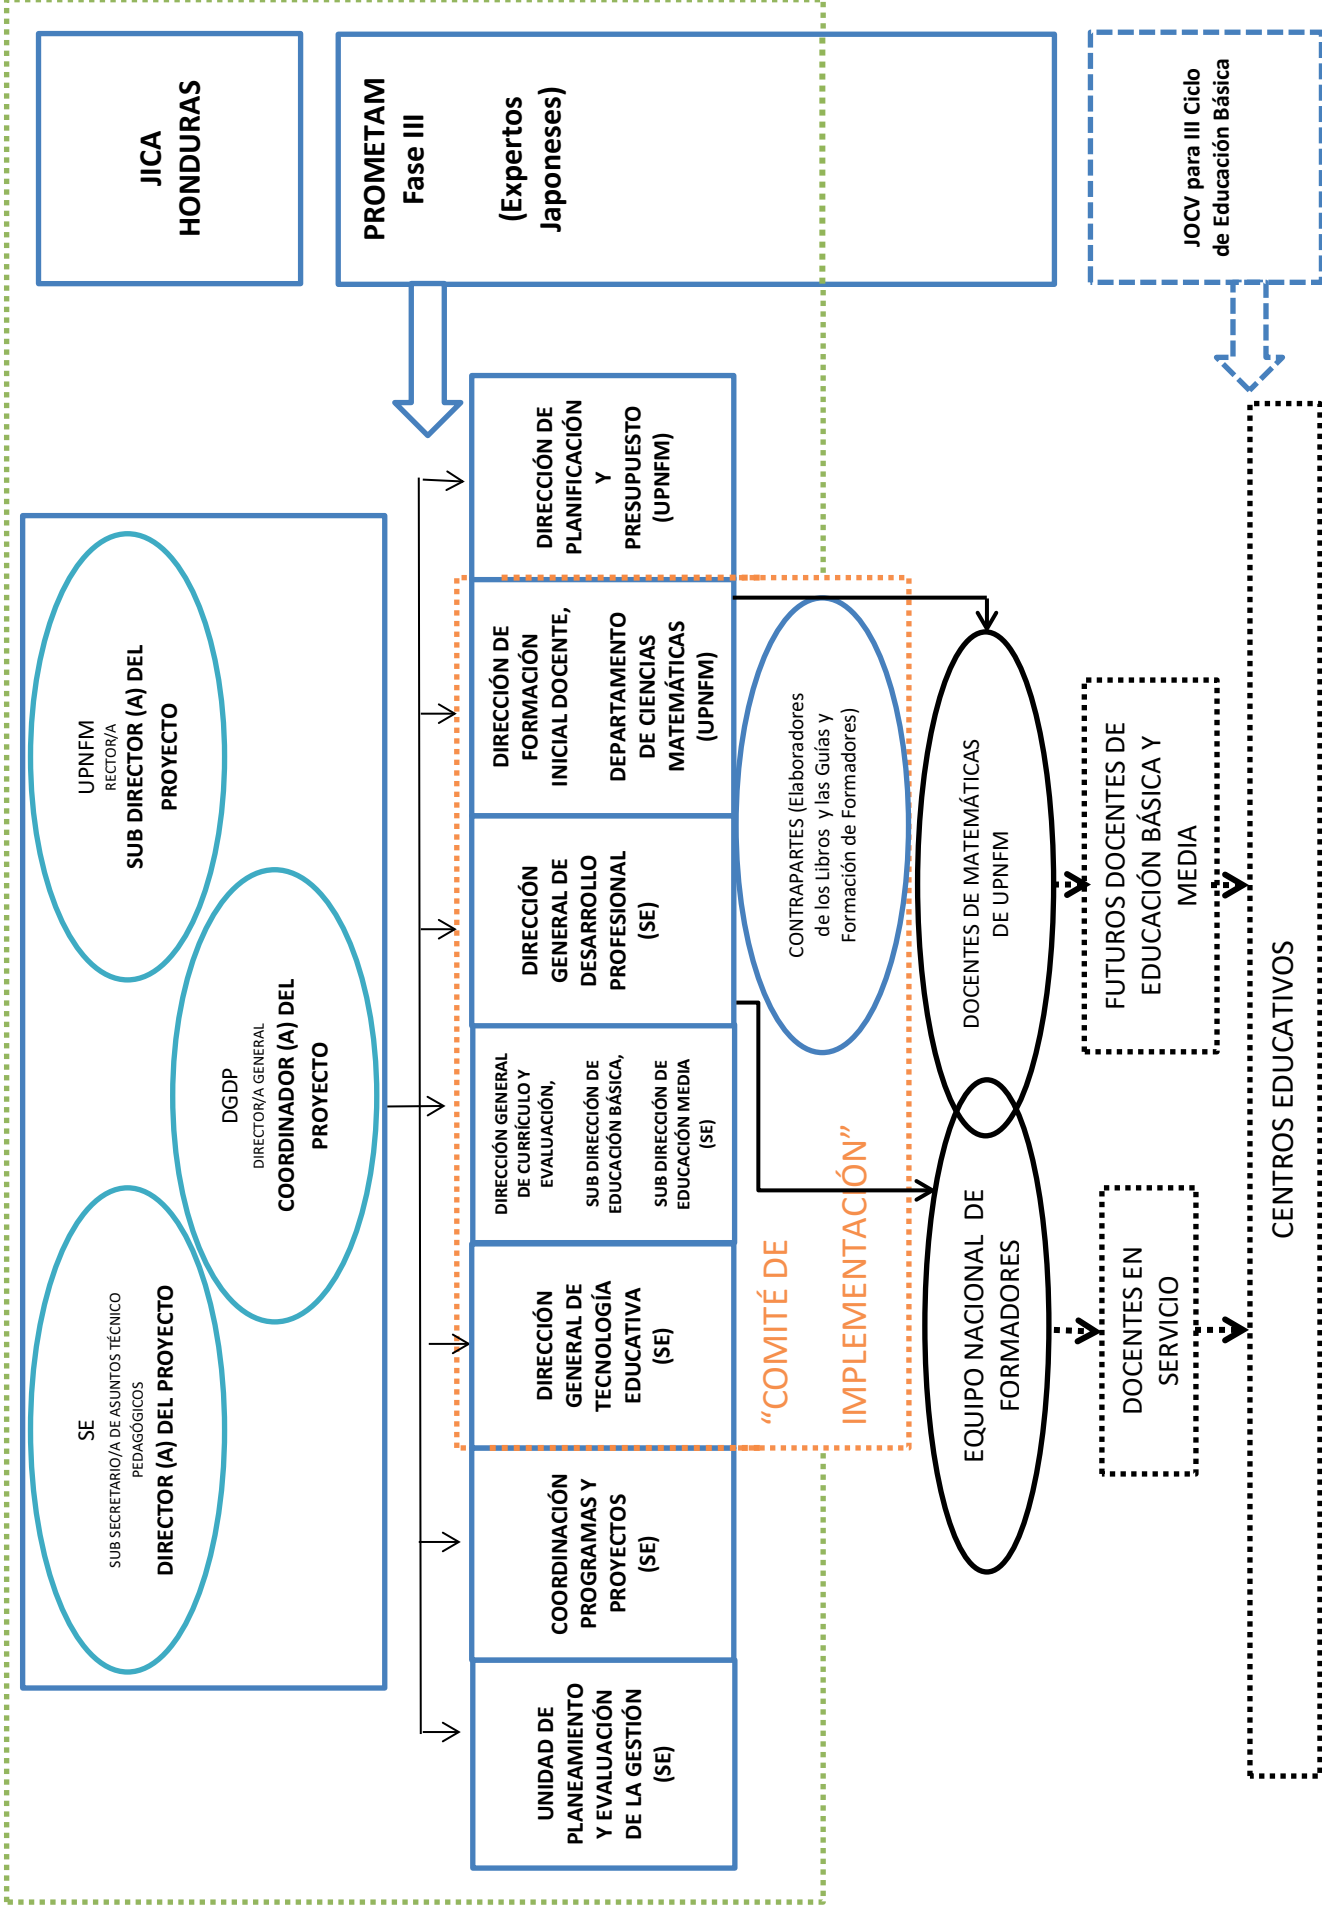 SE
SUB SECRETARIO/A DE ASUNTOS TÉCNICO
PEDAGÓGICOS
DIRECTOR (A) DEL PROYECTO
DGDP
DIRECTOR/A GENERAL
COORDINADOR (A) DEL
PROYECTO
UPNFM
RECTOR/A
SUB DIRECTOR (A) DEL
PROYECTO
JICA
HONDURAS
PROMETAM
Fase III
(Expertos
Japoneses)
UNIDAD DE
PLANEAMIENTO
Y EVALUACIÓN
DE LA GESTIÓN
(SE)
COORDINACIÓN
PROGRAMAS Y
PROYECTOS
(SE)
DIRECCIÓN
GENERAL DE
TECNOLOGÍA
EDUCATIVA
(SE)
DIRECCIÓN GENERAL
DE CURRÍCULO Y
EVALUACIÓN,
SUB DIRECCIÓN DE
EDUCACIÓN BÁSICA,
SUB DIRECCIÓN DE
EDUCACIÓN MEDIA
(SE)
DIRECCIÓN
GENERAL DE
DESARROLLO
PROFESIONAL
(SE)
DIRECCIÓN DE
FORMACIÓN
INICIAL DOCENTE,
DEPARTAMENTO
DE CIENCIAS
MATEMÁTICAS
(UPNFM)
DIRECCIÓN DE
PLANIFICACIÓN
Y
PRESUPUESTO
(UPNFM)
"COMITÉ DE
IMPLEMENTACIÓN"
CONTRAPARTES (Elaboradores
de los Libros y las Guías y
Formación de Formadores)
EQUIPO NACIONAL DE
FORMADORES
DOCENTES DE MATEMÁTICAS
DE UPNFM
DOCENTES EN
SERVICIO
FUTUROS DOCENTES DE
EDUCACIÓN BÁSICA Y
MEDIA
JOCV para III Ciclo
de Educación Básica
CENTROS EDUCATIVOS